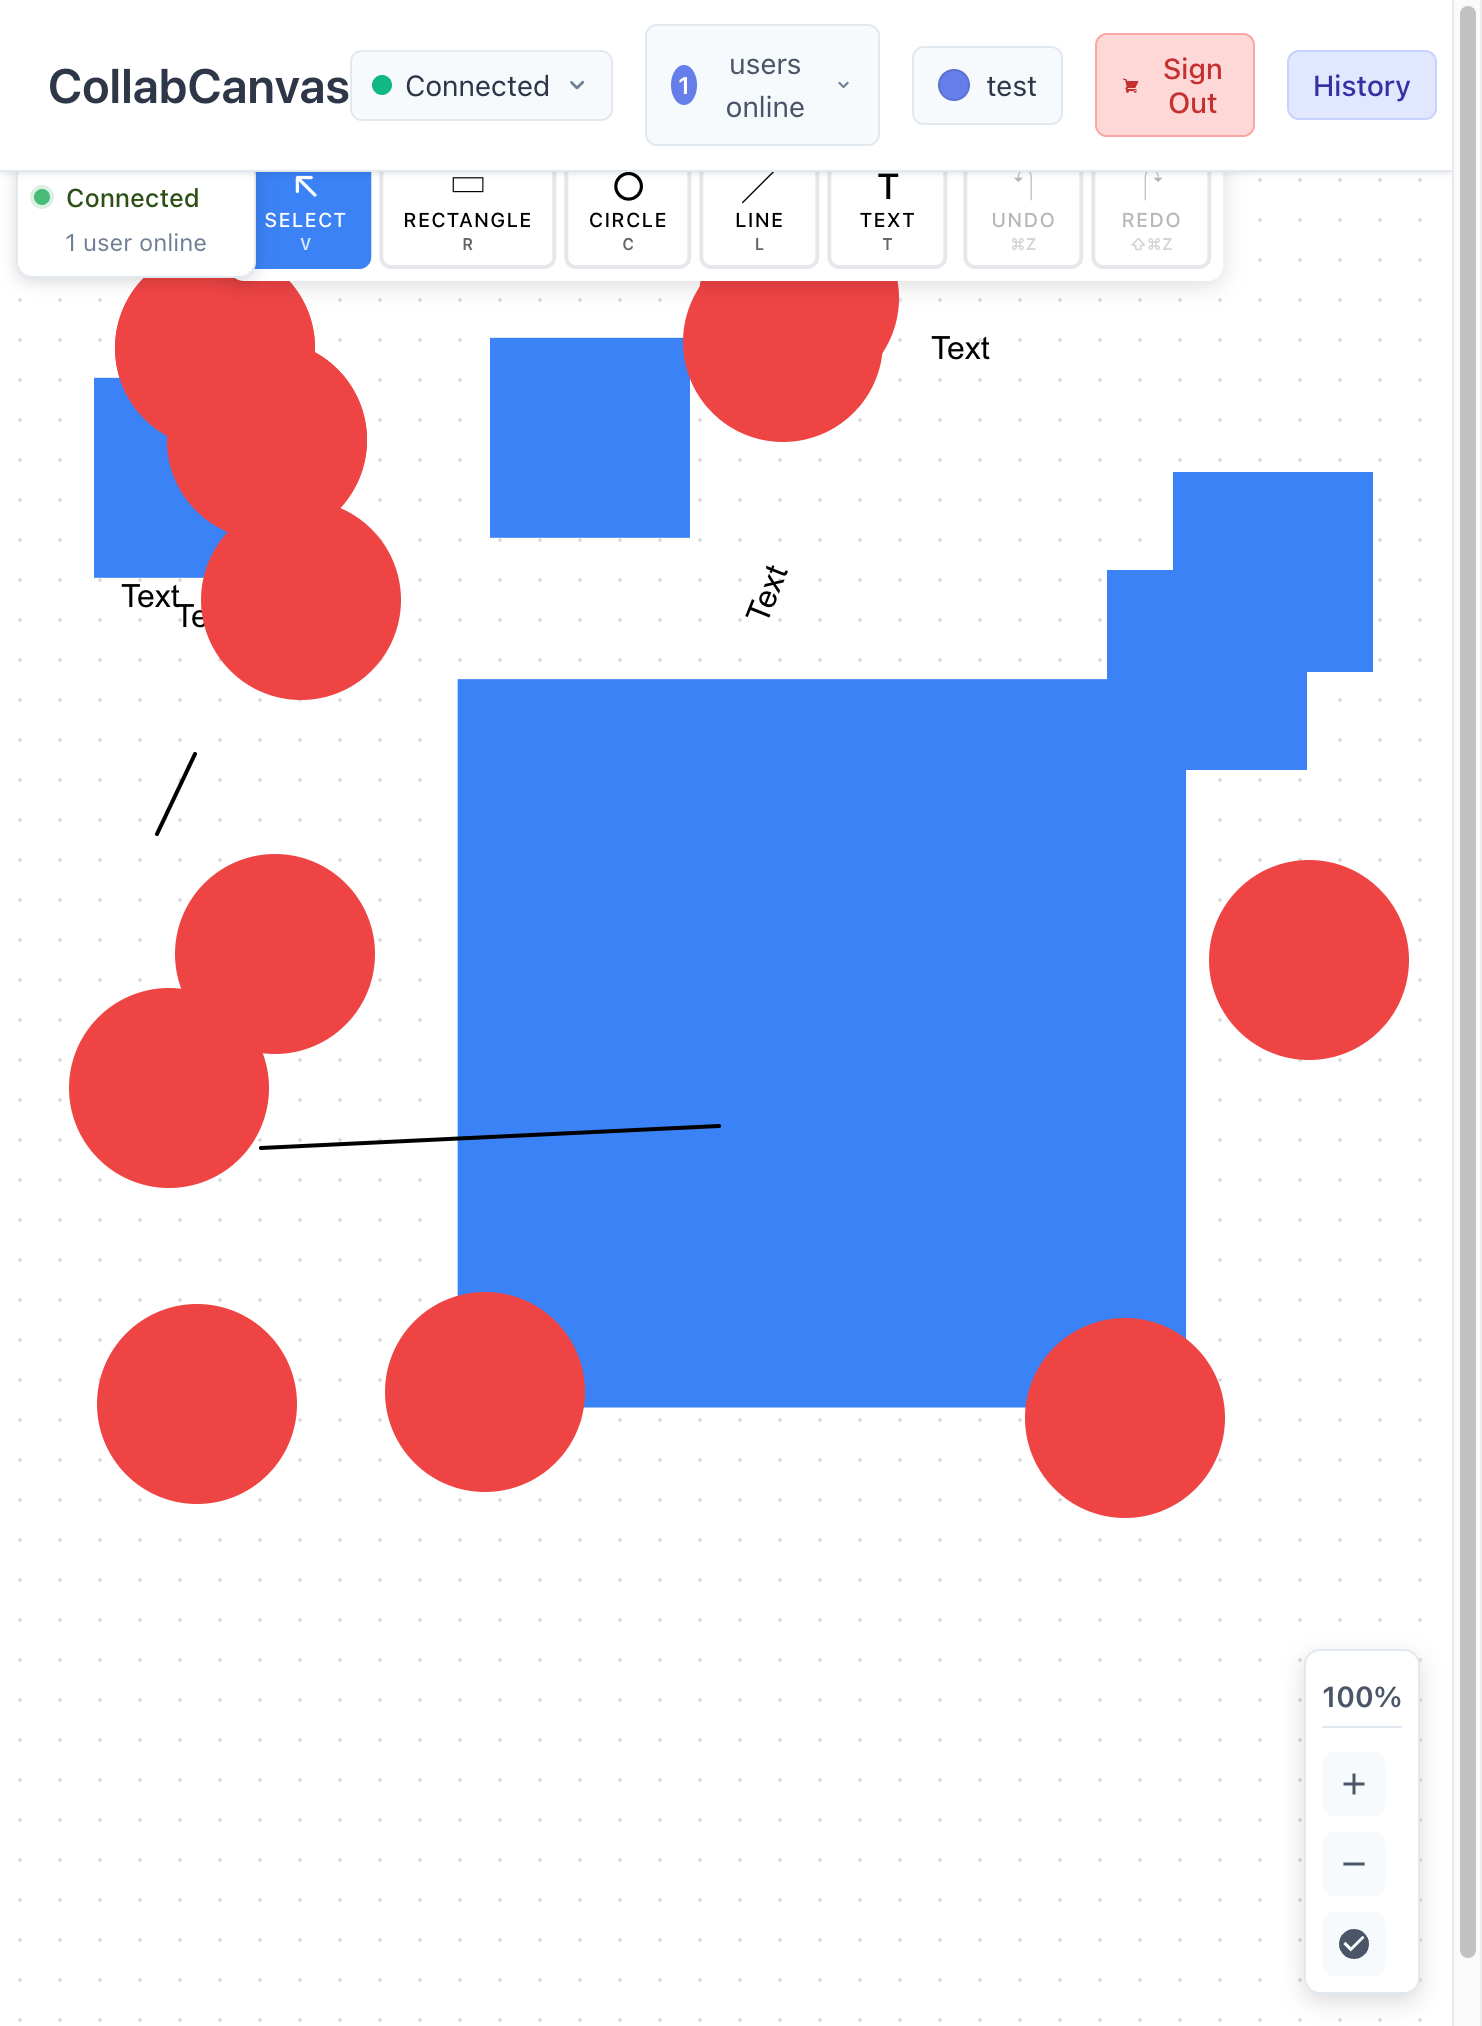 CollabCanvas
Connected
1
users
online
test
Sign
Out
History
Connected
1 user online
SELECT
V
RECTANGLE
R
CIRCLE
C
LINE
L
T
TEXT
T
UNDO
⌘Z
REDO
⇧⌘Z
Text
Text
Text
Te
100%